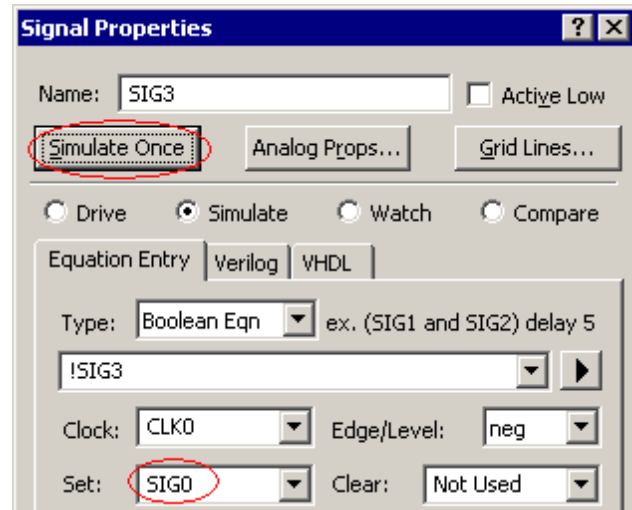 Signal Properties
Name: SIG3 Active Low
Simulate Once Analog Props... Grid Lines...
Drive Simulate Watch Compare
Equation Entry Verilog VHDL
Type: Boolean Eqn ex. (SIG1 and SIG2) delay 5
!SIG3
Clock: CLK0 Edge/Level: neg
Set: SIG0 Clear: Not Used